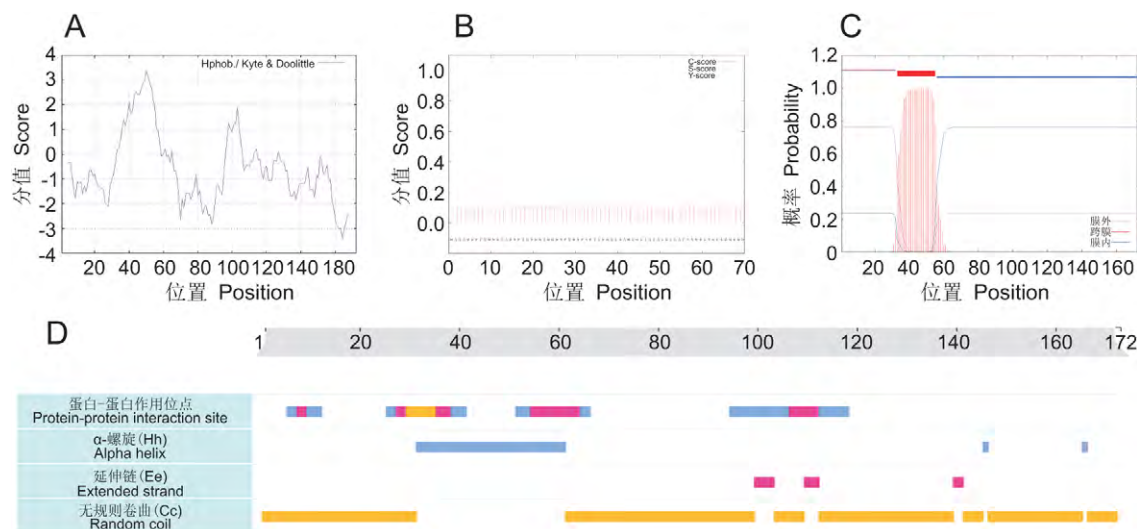 A
分值 Score
4
3
2
1
0
-1
-2
-3
-4
Hphob./ Kyte & Doolittle
20 40 60 80 100 120 140 160 180
位置 Position
B
分值 Score
1.0
0.8
0.6
0.4
0.2
0.0
C-score
S-score
Y-score
0 10 20 30 40 50 60 70
位置 Position
C
概率 Probability
1.2
1.0
0.8
0.6
0.4
0.2
0
膜外
跨膜
膜内
20 40 60 80 100 120 140 160
位置 Position
D
1 20 40 60 80 100 120 140 160 172
蛋白-蛋白作用位点
Protein-protein interaction site
α-螺旋(Hh)
Alpha helix
延伸链(Ee)
Extended strand
无规则卷曲(Cc)
Random coil